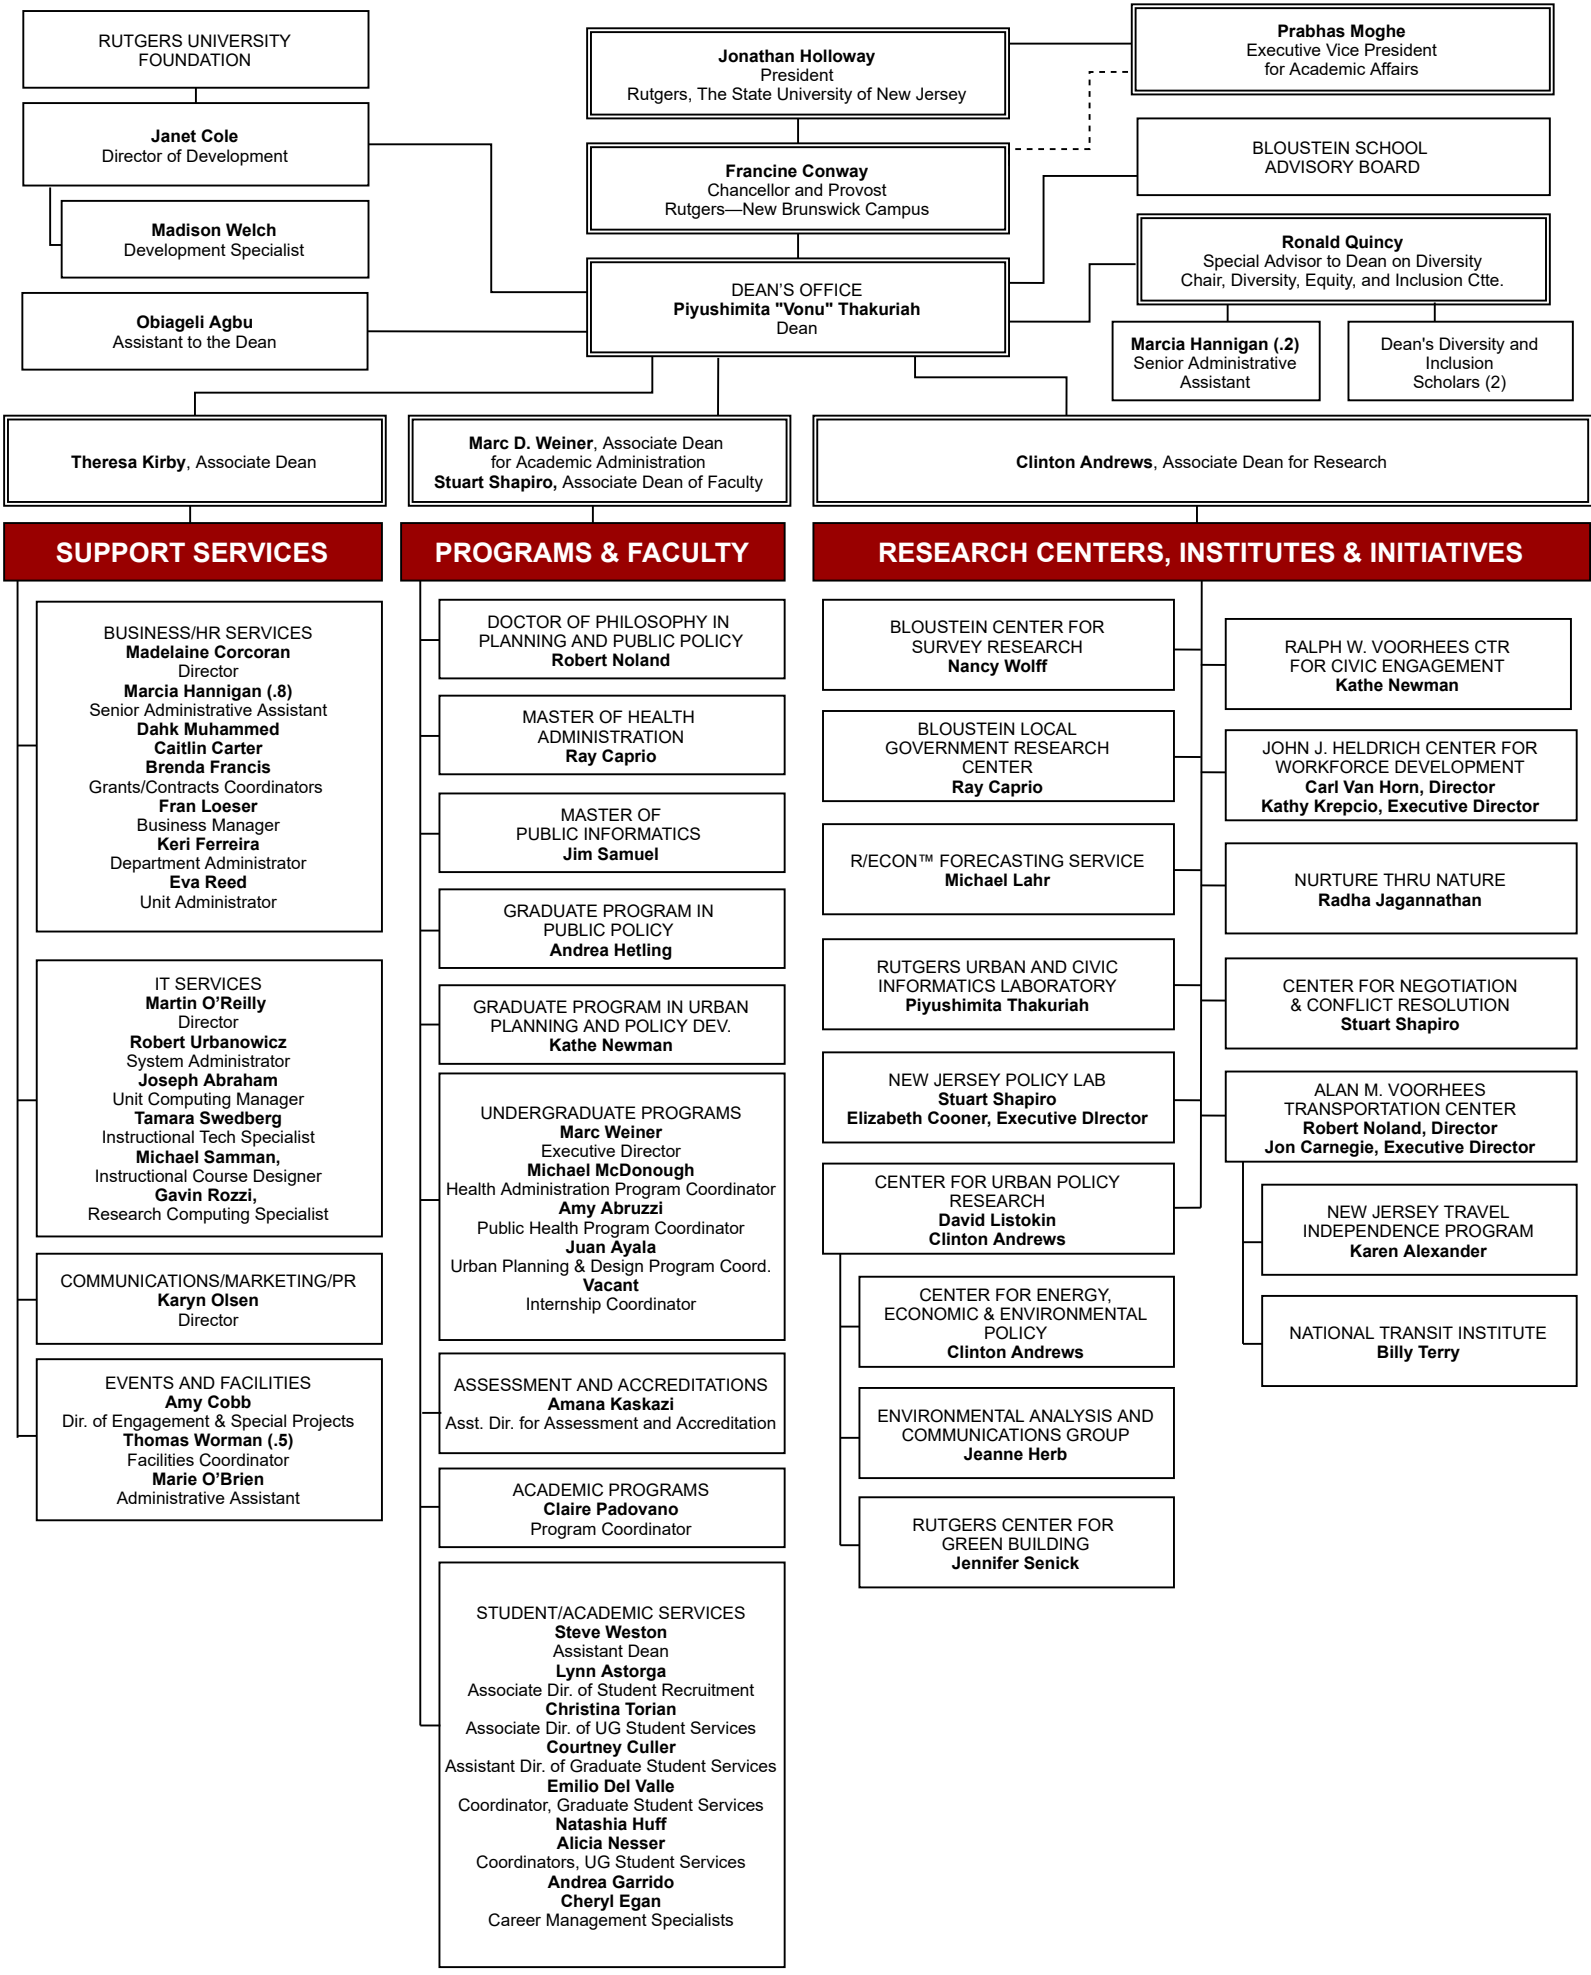 RUTGERS UNIVERSITY
FOUNDATION
Janet Cole
Director of Development
Madison Welch
Development Specialist
Obiageli Agbu
Assistant to the Dean
Jonathan Holloway
President
Rutgers, The State University of New Jersey
Francine Conway
Chancellor and Provost
Rutgers—New Brunswick Campus
DEAN’S OFFICE
Piyushimita "Vonu" Thakuriah
Dean
Prabhas Moghe
Executive Vice President
for Academic Affairs
BLOUSTEIN SCHOOL
ADVISORY BOARD
Ronald Quincy
Special Advisor to Dean on Diversity
Chair, Diversity, Equity, and Inclusion Ctte.
Marcia Hannigan (.2)
Senior Administrative
Assistant
Dean's Diversity and
Inclusion
Scholars (2)
Theresa Kirby, Associate Dean
Marc D. Weiner, Associate Dean
for Academic Administration
Stuart Shapiro, Associate Dean of Faculty
Clinton Andrews, Associate Dean for Research
SUPPORT SERVICES
BUSINESS/HR SERVICES
Madelaine Corcoran
Director
Marcia Hannigan (.8)
Senior Administrative Assistant
Dahk Muhammed
Caitlin Carter
Brenda Francis
Grants/Contracts Coordinators
Fran Loeser
Business Manager
Keri Ferreira
Department Administrator
Eva Reed
Unit Administrator
IT SERVICES
Martin O’Reilly
Director
Robert Urbanowicz
System Administrator
Joseph Abraham
Unit Computing Manager
Tamara Swedberg
Instructional Tech Specialist
Michael Samman,
Instructional Course Designer
Gavin Rozzi,
Research Computing Specialist
COMMUNICATIONS/MARKETING/PR
Karyn Olsen
Director
EVENTS AND FACILITIES
Amy Cobb
Dir. of Engagement & Special Projects
Thomas Worman (.5)
Facilities Coordinator
Marie O’Brien
Administrative Assistant
PROGRAMS & FACULTY
DOCTOR OF PHILOSOPHY IN
PLANNING AND PUBLIC POLICY
Robert Noland
MASTER OF HEALTH
ADMINISTRATION
Ray Caprio
MASTER OF
PUBLIC INFORMATICS
Jim Samuel
GRADUATE PROGRAM IN
PUBLIC POLICY
Andrea Hetling
GRADUATE PROGRAM IN URBAN
PLANNING AND POLICY DEV.
Kathe Newman
UNDERGRADUATE PROGRAMS
Marc Weiner
Executive Director
Michael McDonough
Health Administration Program Coordinator
Amy Abruzzi
Public Health Program Coordinator
Juan Ayala
Urban Planning & Design Program Coord.
Vacant
Internship Coordinator
ASSESSMENT AND ACCREDITATIONS
Amana Kaskazi
Asst. Dir. for Assessment and Accreditation
ACADEMIC PROGRAMS
Claire Padovano
Program Coordinator
STUDENT/ACADEMIC SERVICES
Steve Weston
Assistant Dean
Lynn Astorga
Associate Dir. of Student Recruitment
Christina Torian
Associate Dir. of UG Student Services
Courtney Culler
Assistant Dir. of Graduate Student Services
Emilio Del Valle
Coordinator, Graduate Student Services
Natashia Huff
Alicia Nesser
Coordinators, UG Student Services
Andrea Garrido
Cheryl Egan
Career Management Specialists
RESEARCH CENTERS, INSTITUTES & INITIATIVES
BLOUSTEIN CENTER FOR
SURVEY RESEARCH
Nancy Wolff
BLOUSTEIN LOCAL
GOVERNMENT RESEARCH
CENTER
Ray Caprio
R/ECON™ FORECASTING SERVICE
Michael Lahr
RUTGERS URBAN AND CIVIC
INFORMATICS LABORATORY
Piyushimita Thakuriah
NEW JERSEY POLICY LAB
Stuart Shapiro
Elizabeth Cooner, Executive DIrector
CENTER FOR URBAN POLICY
RESEARCH
David Listokin
Clinton Andrews
CENTER FOR ENERGY,
ECONOMIC & ENVIRONMENTAL
POLICY
Clinton Andrews
ENVIRONMENTAL ANALYSIS AND
COMMUNICATIONS GROUP
Jeanne Herb
RUTGERS CENTER FOR
GREEN BUILDING
Jennifer Senick
RALPH W. VOORHEES CTR
FOR CIVIC ENGAGEMENT
Kathe Newman
JOHN J. HELDRICH CENTER FOR
WORKFORCE DEVELOPMENT
Carl Van Horn, Director
Kathy Krepcio, Executive Director
NURTURE THRU NATURE
Radha Jagannathan
CENTER FOR NEGOTIATION
& CONFLICT RESOLUTION
Stuart Shapiro
ALAN M. VOORHEES
TRANSPORTATION CENTER
Robert Noland, Director
Jon Carnegie, Executive Director
NEW JERSEY TRAVEL
INDEPENDENCE PROGRAM
Karen Alexander
NATIONAL TRANSIT INSTITUTE
Billy Terry